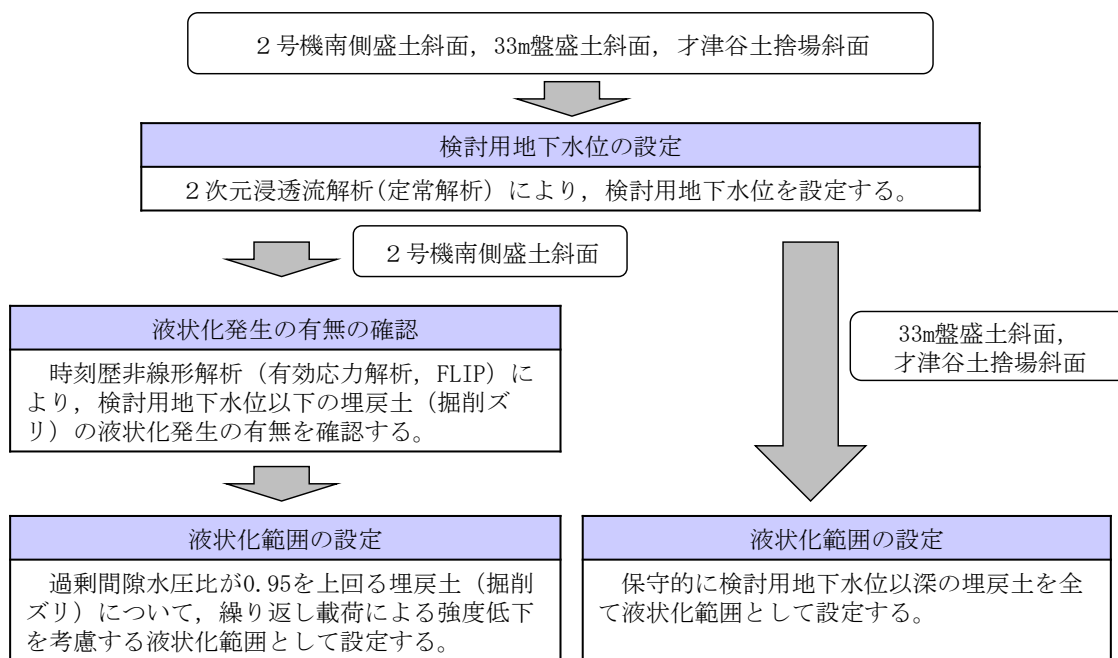 ２号機南側盛土斜面，33m盤盛土斜面，才津谷土捨場斜面
検討用地下水位の設定
２次元浸透流解析(定常解析）により，検討用地下水位を設定する。
２号機南側盛土斜面
液状化発生の有無の確認
時刻歴非線形解析（有効応力解析，FLIP）に
より，検討用地下水位以下の埋戻土（掘削ズ
リ）の液状化発生の有無を確認する。
33m盤盛土斜面，
才津谷土捨場斜面
液状化範囲の設定
過剰間隙水圧比が0.95を上回る埋戻土（掘削
ズリ）について，繰り返し載荷による強度低下
を考慮する液状化範囲として設定する。
液状化範囲の設定
保守的に検討用地下水位以深の埋戻土を全
て液状化範囲として設定する。